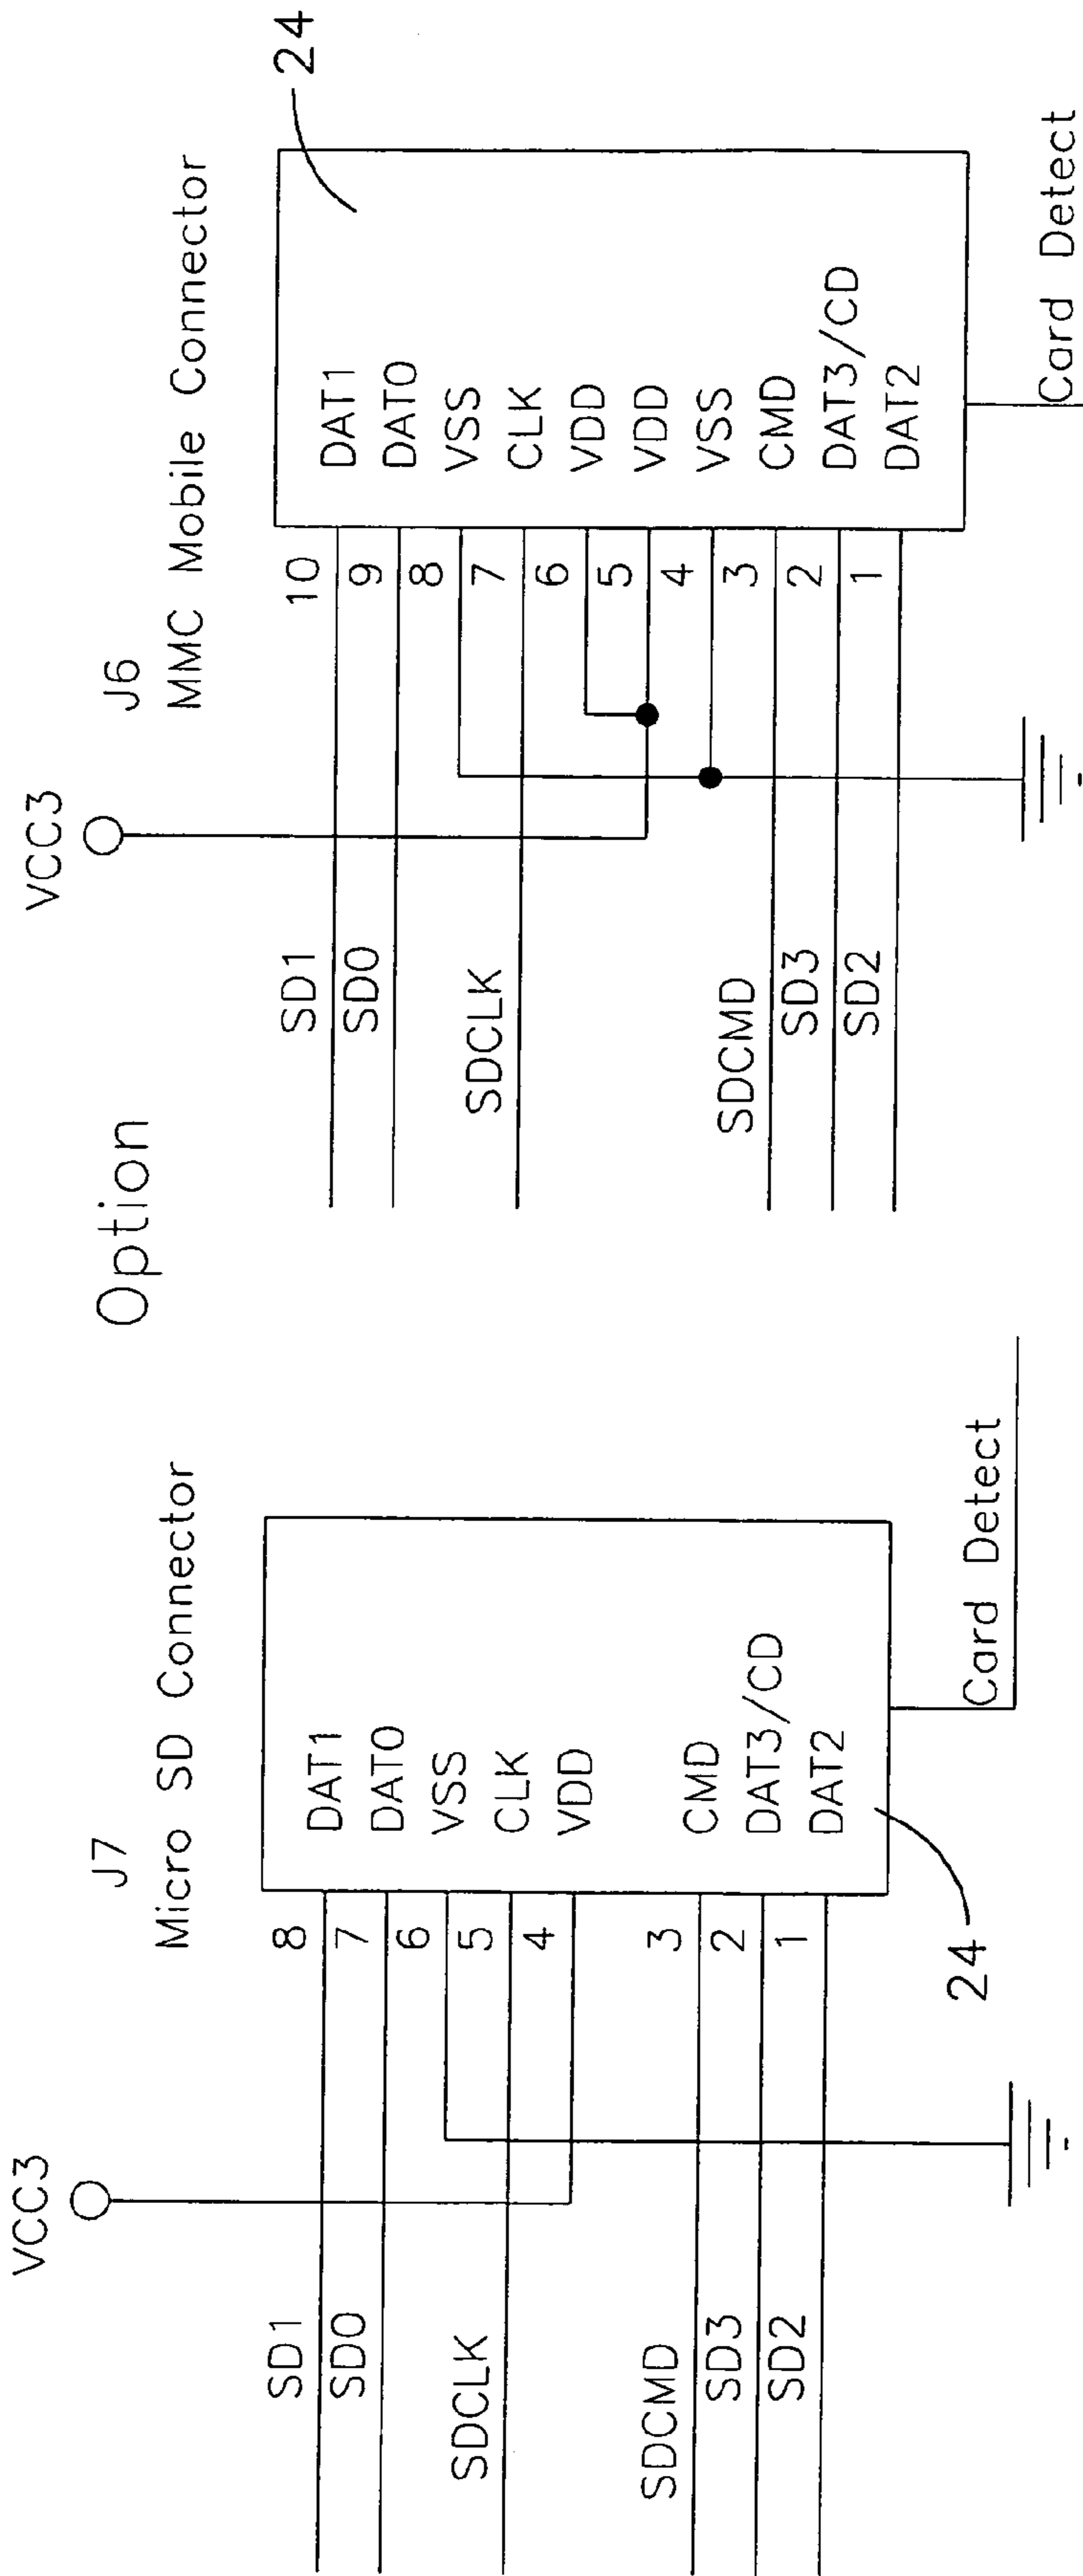 Option
J7
Micro SD Connector
VCC3
SD1
SD0
SDCLK
SDCMD
SD3
SD2
8
7
6
5
4
3
2
1
DAT1
DAT0
VSS
CLK
VDD
CMD
DAT3/CD
DAT2
24
Card Detect
J6
MMC Mobile Connector
VCC3
SD1
SD0
SDCLK
SDCMD
SD3
SD2
10
9
8
7
6
5
4
3
2
1
DAT1
DAT0
VSS
CLK
VDD
VDD
VSS
CMD
DAT3/CD
DAT2
24
Card Detect